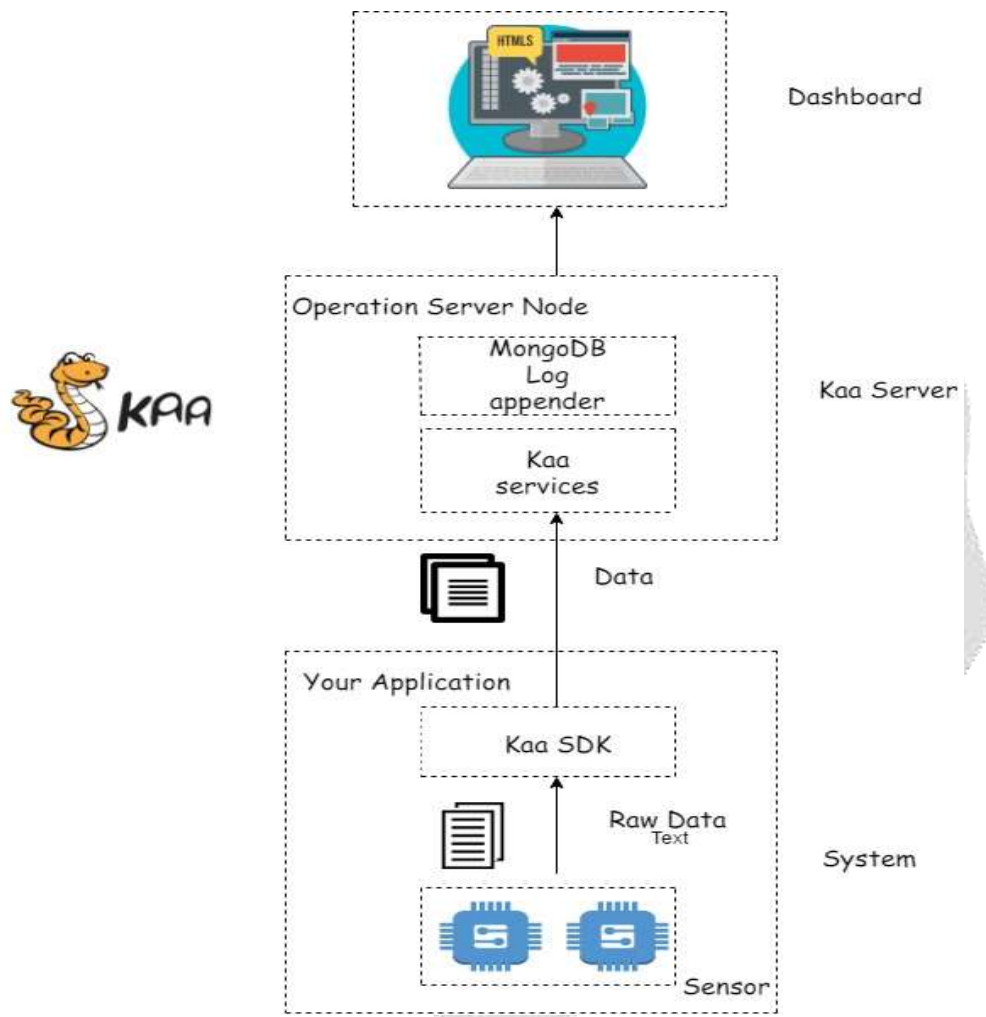 HTML5
Dashboard
Operation Server Node
MongoDB
Log
appender
Kaa Server
KAA
Kaa
services
Data
Your Application
Kaa SDK
Raw Data
Text
System
Sensor